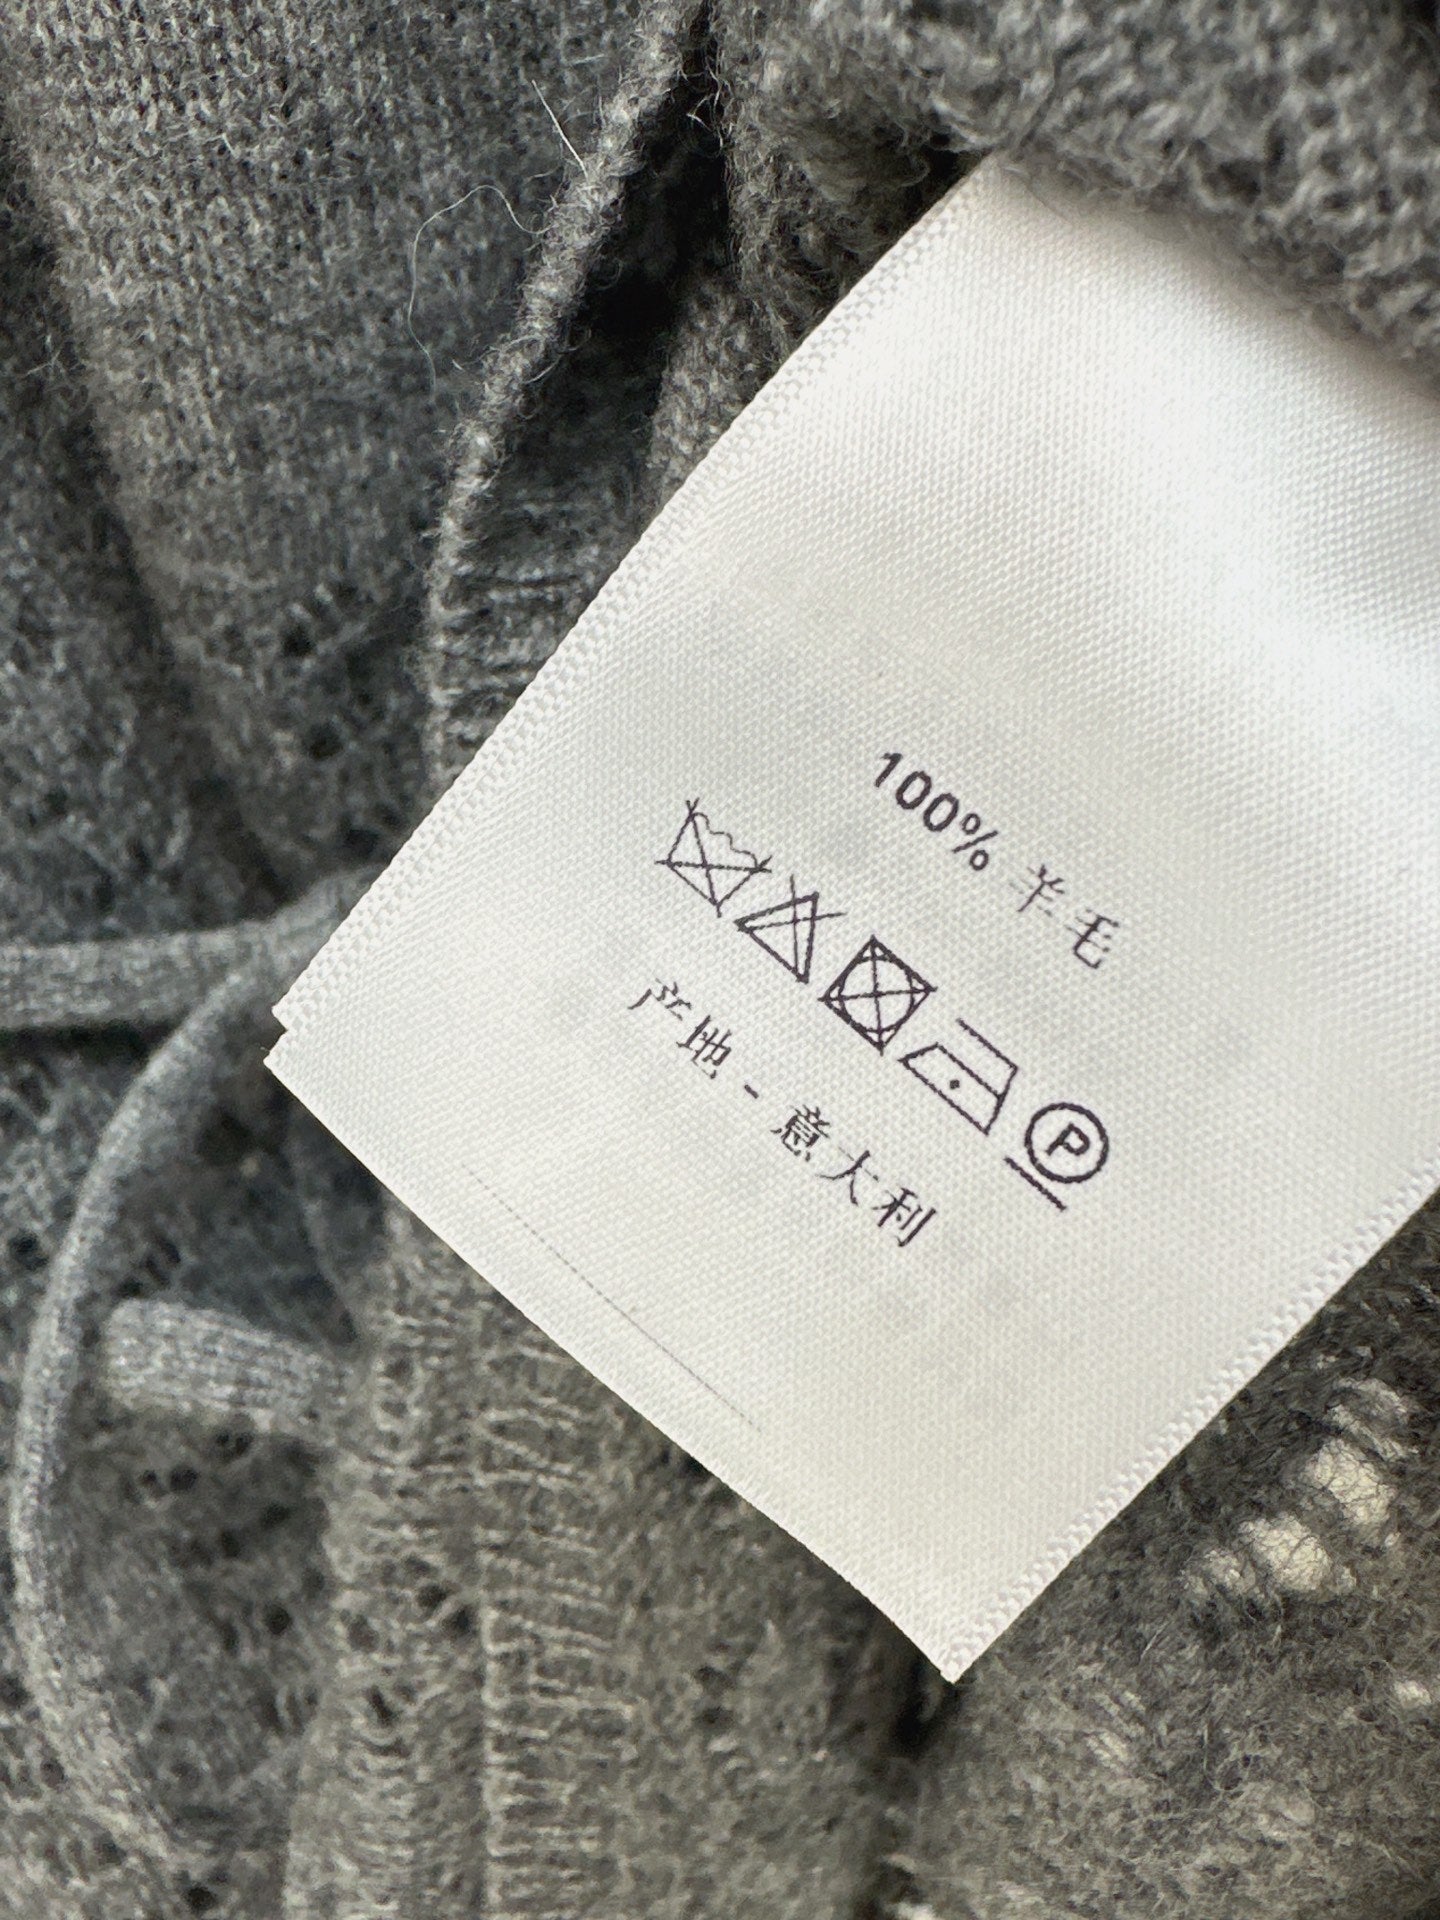 100% 羊毛
P
产地 - 意大利